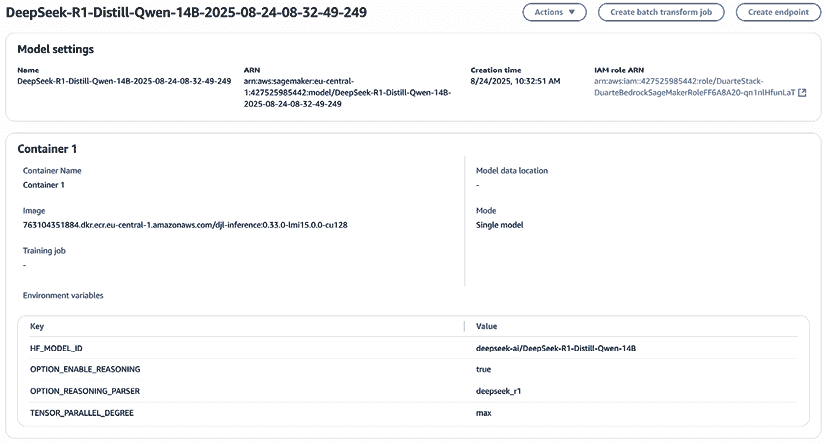 DeepSeek-R1-Distill-Qwen-14B-2025-08-24-08-32-49-249
Actions ▼
Create batch transform job
Create endpoint
Model settings
Name
DeepSeek-R1-Distill-Qwen-14B-2025-08-24-08-32-49-249
ARN
arn:aws:sagemaker:eu-central-
1:427525985442:model/DeepSeek-R1-Distill-Qwen-14B-
2025-08-24-08-32-49-249
Creation time
8/24/2025, 10:32:51 AM
IAM role ARN
arn:aws:iam::427525985442:role/DuarteStack-
DuarteBedrockSageMakerRoleFF6A8A20-qn1nlHfunLaT
Container 1
Container Name
Container 1
Image
763104351884.dkr.ecr.eu-central-1.amazonaws.com/djl-inference:0.33.0-lmi15.0.0-cu128
Training job
-
Model data location
-
Mode
Single model
Environment variables
Key
Value
HF_MODEL_ID
deepseek-ai/DeepSeek-R1-Distill-Qwen-14B
OPTION_ENABLE_REASONING
true
OPTION_REASONING_PARSER
deepseek_r1
TENSOR_PARALLEL_DEGREE
max